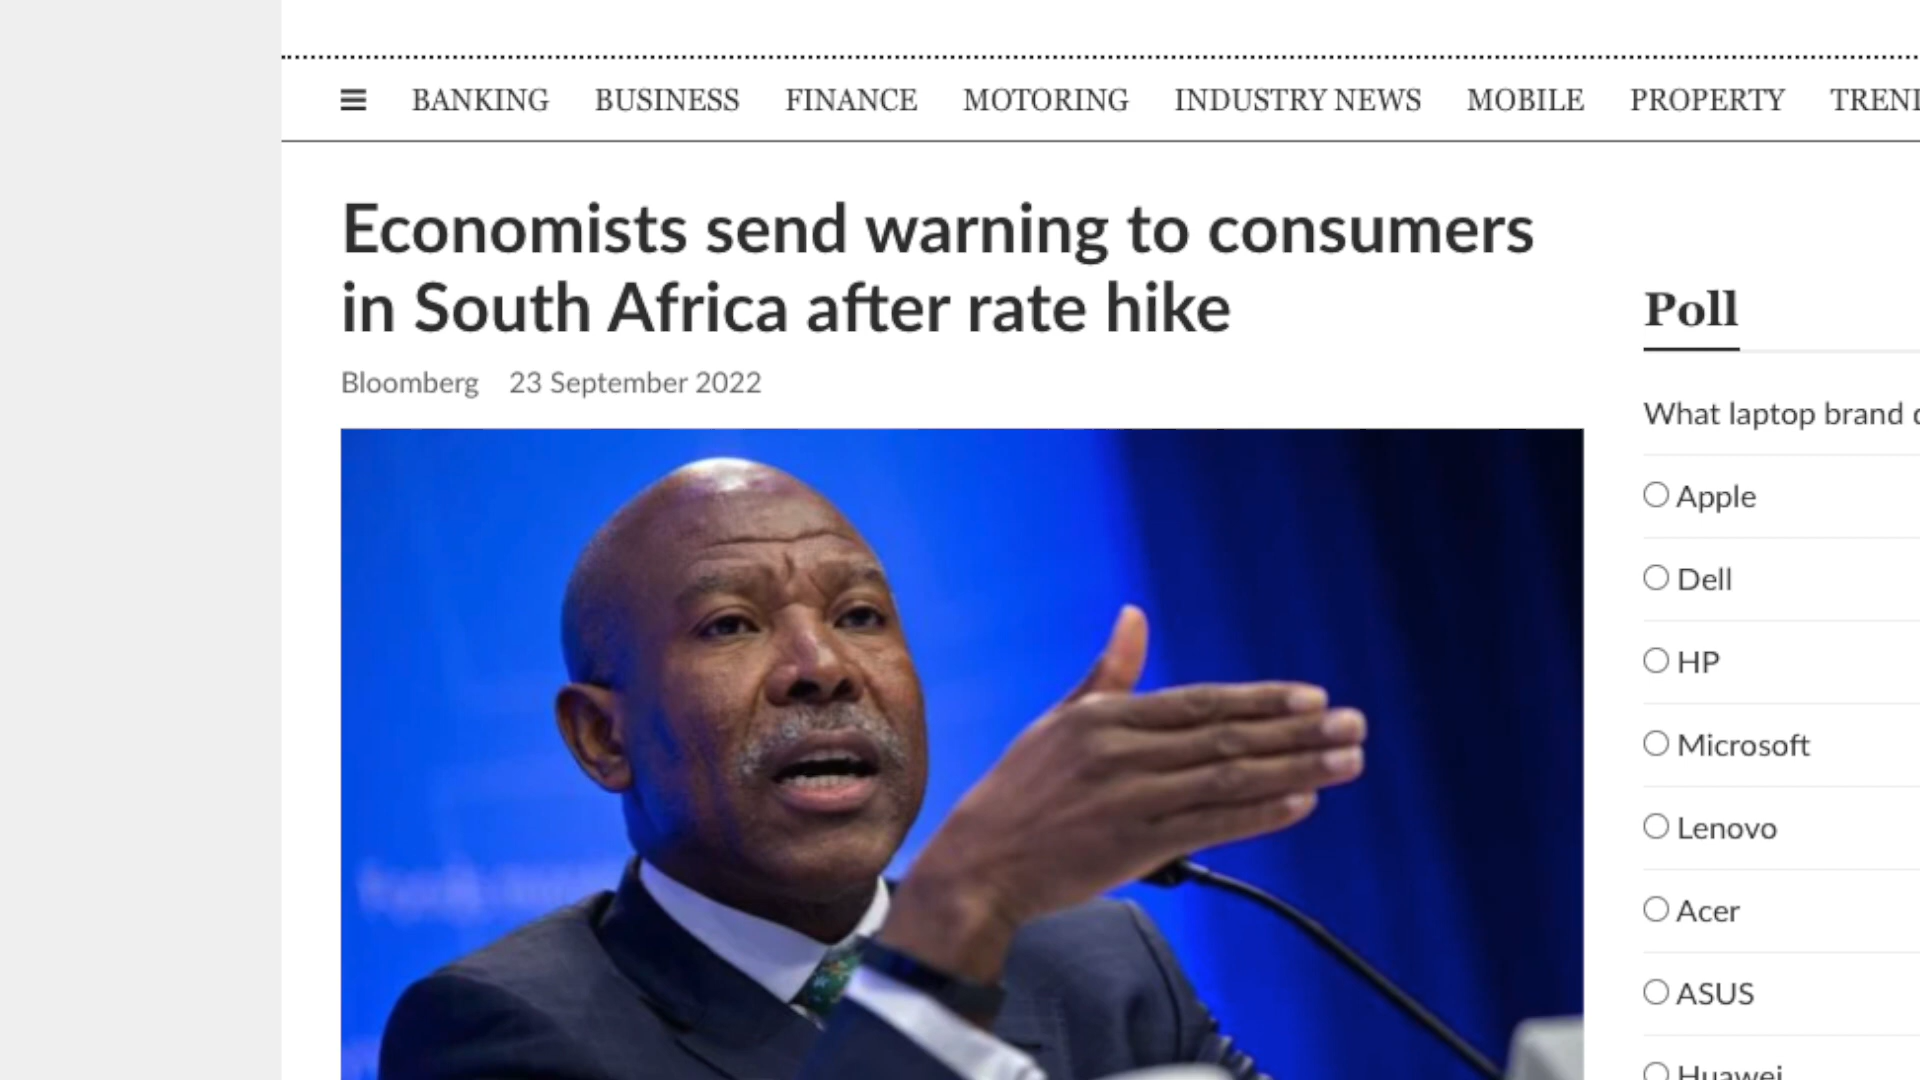 BANKING BUSINESS FINANCE MOTORING INDUSTRY NEWS MOBILE PROPERTY
Economists send warning to consumers
in South Africa after rate hike
Bloomberg 23 September 2022
Poll
What laptop brand
Apple
Dell
HP
Microsoft
Lenovo
Acer
ASUS
Huawei